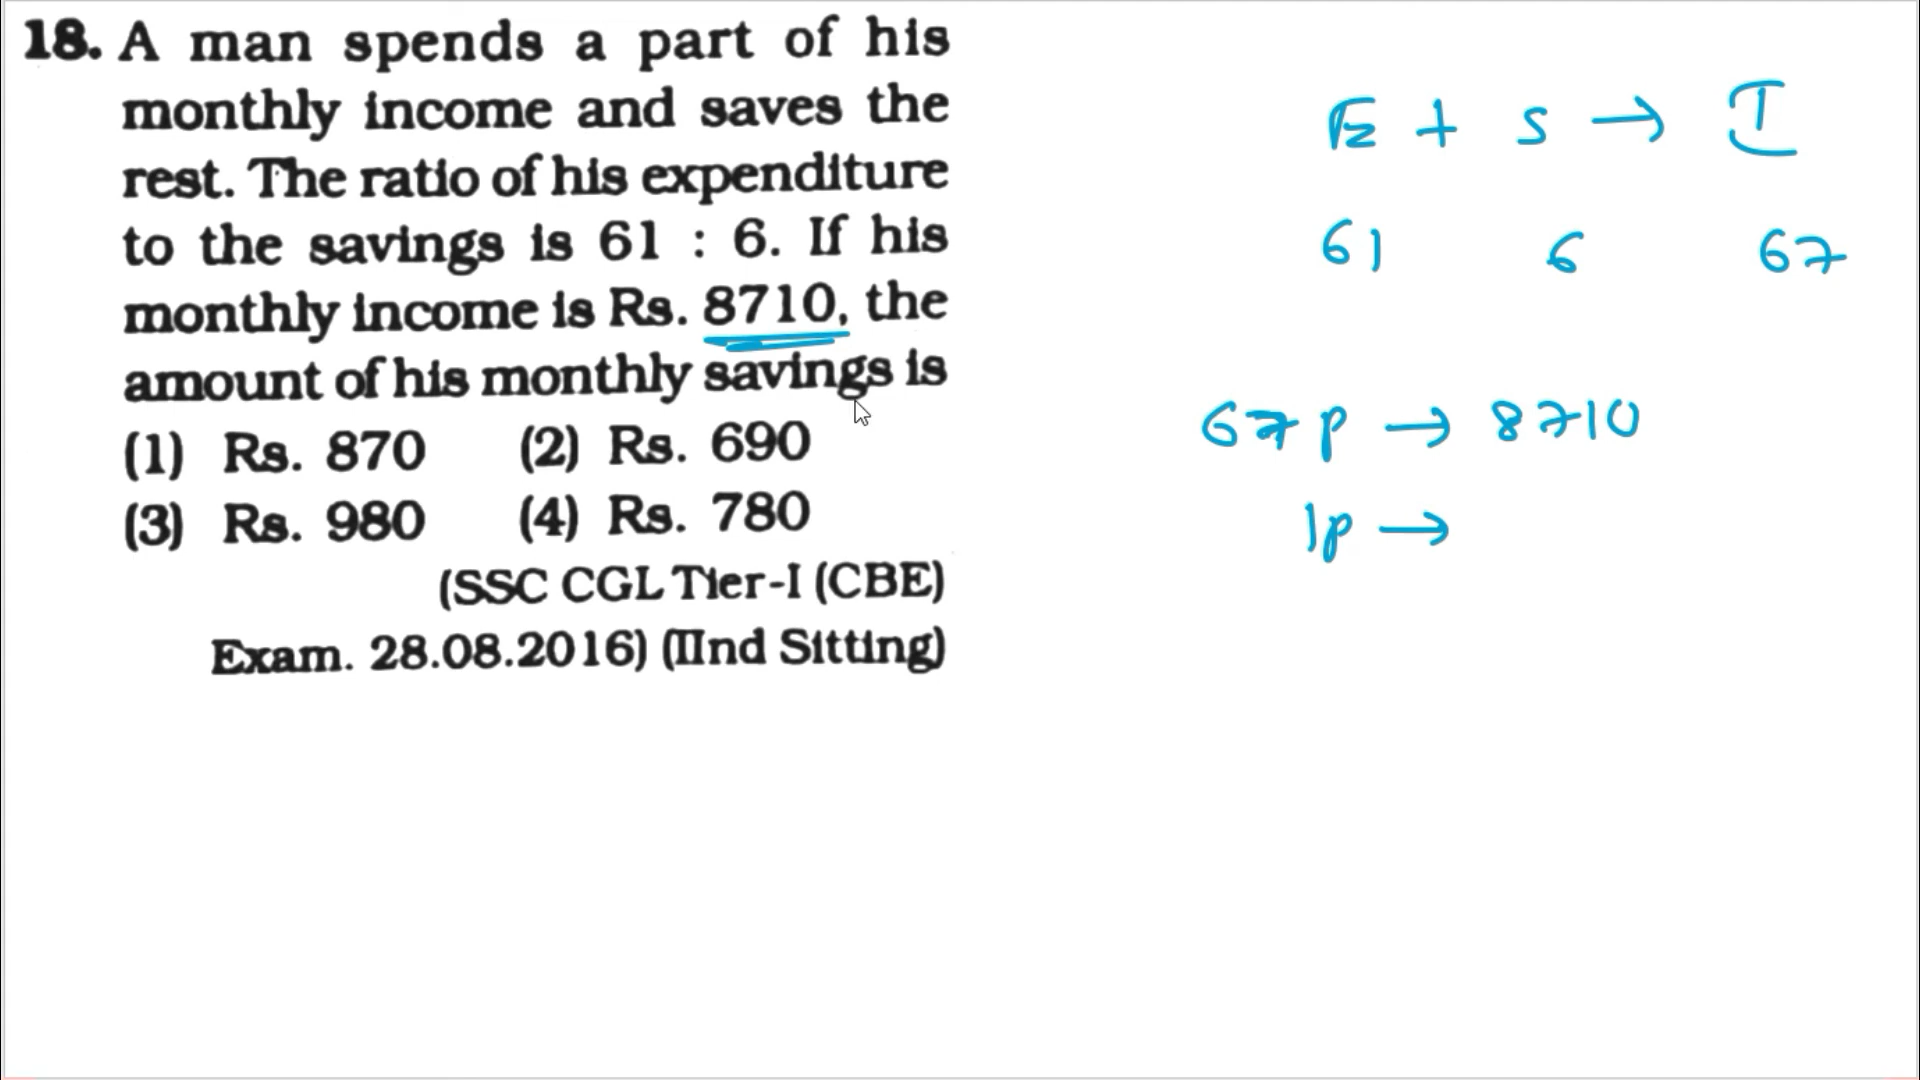 18. A man spends a part of his
monthly income and saves the
rest. The ratio of his expenditure
to the savings is 61 : 6. If his
monthly income is Rs. 8710, the
amount of his monthly savings is
(1) Rs. 870 (2) Rs. 690
(3) Rs. 980 (4) Rs. 780
(SSC CGL Tier-I (CBE)
Exam. 28.08.2016) (IInd Sitting)
E + S → I
61 6 67
67 p → 8710
1p →